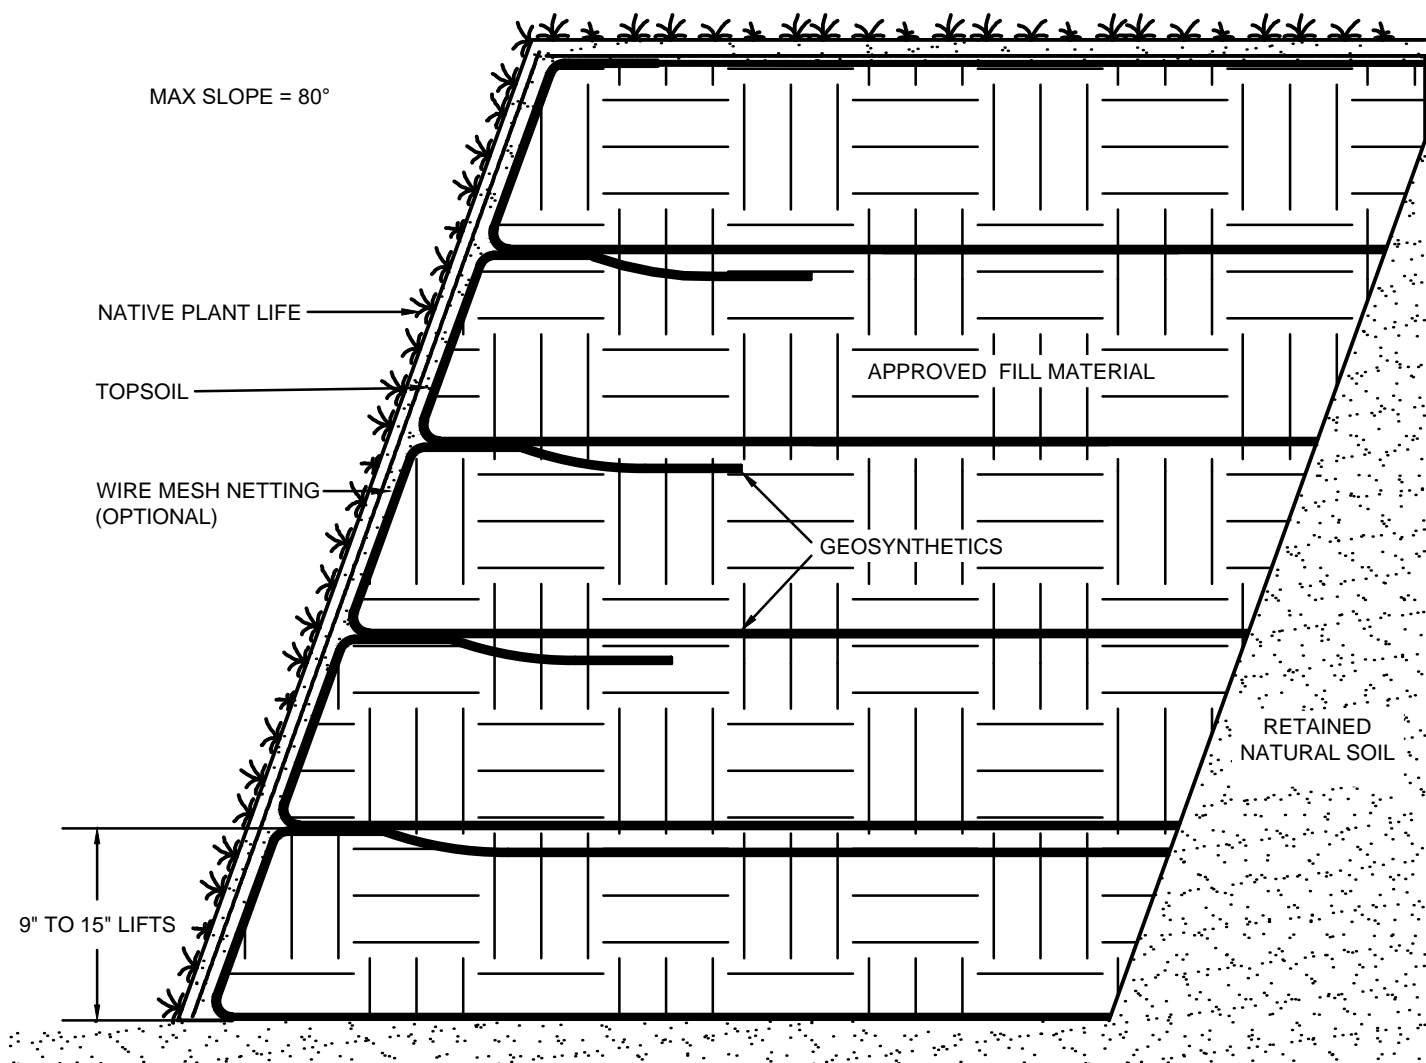 MAX SLOPE = 80°
NATIVE PLANT LIFE
TOPSOIL
APPROVED FILL MATERIAL
WIRE MESH NETTING
(OPTIONAL)
GEOSYNTHETICS
RETAINED
NATURAL SOIL
9" TO 15" LIFTS